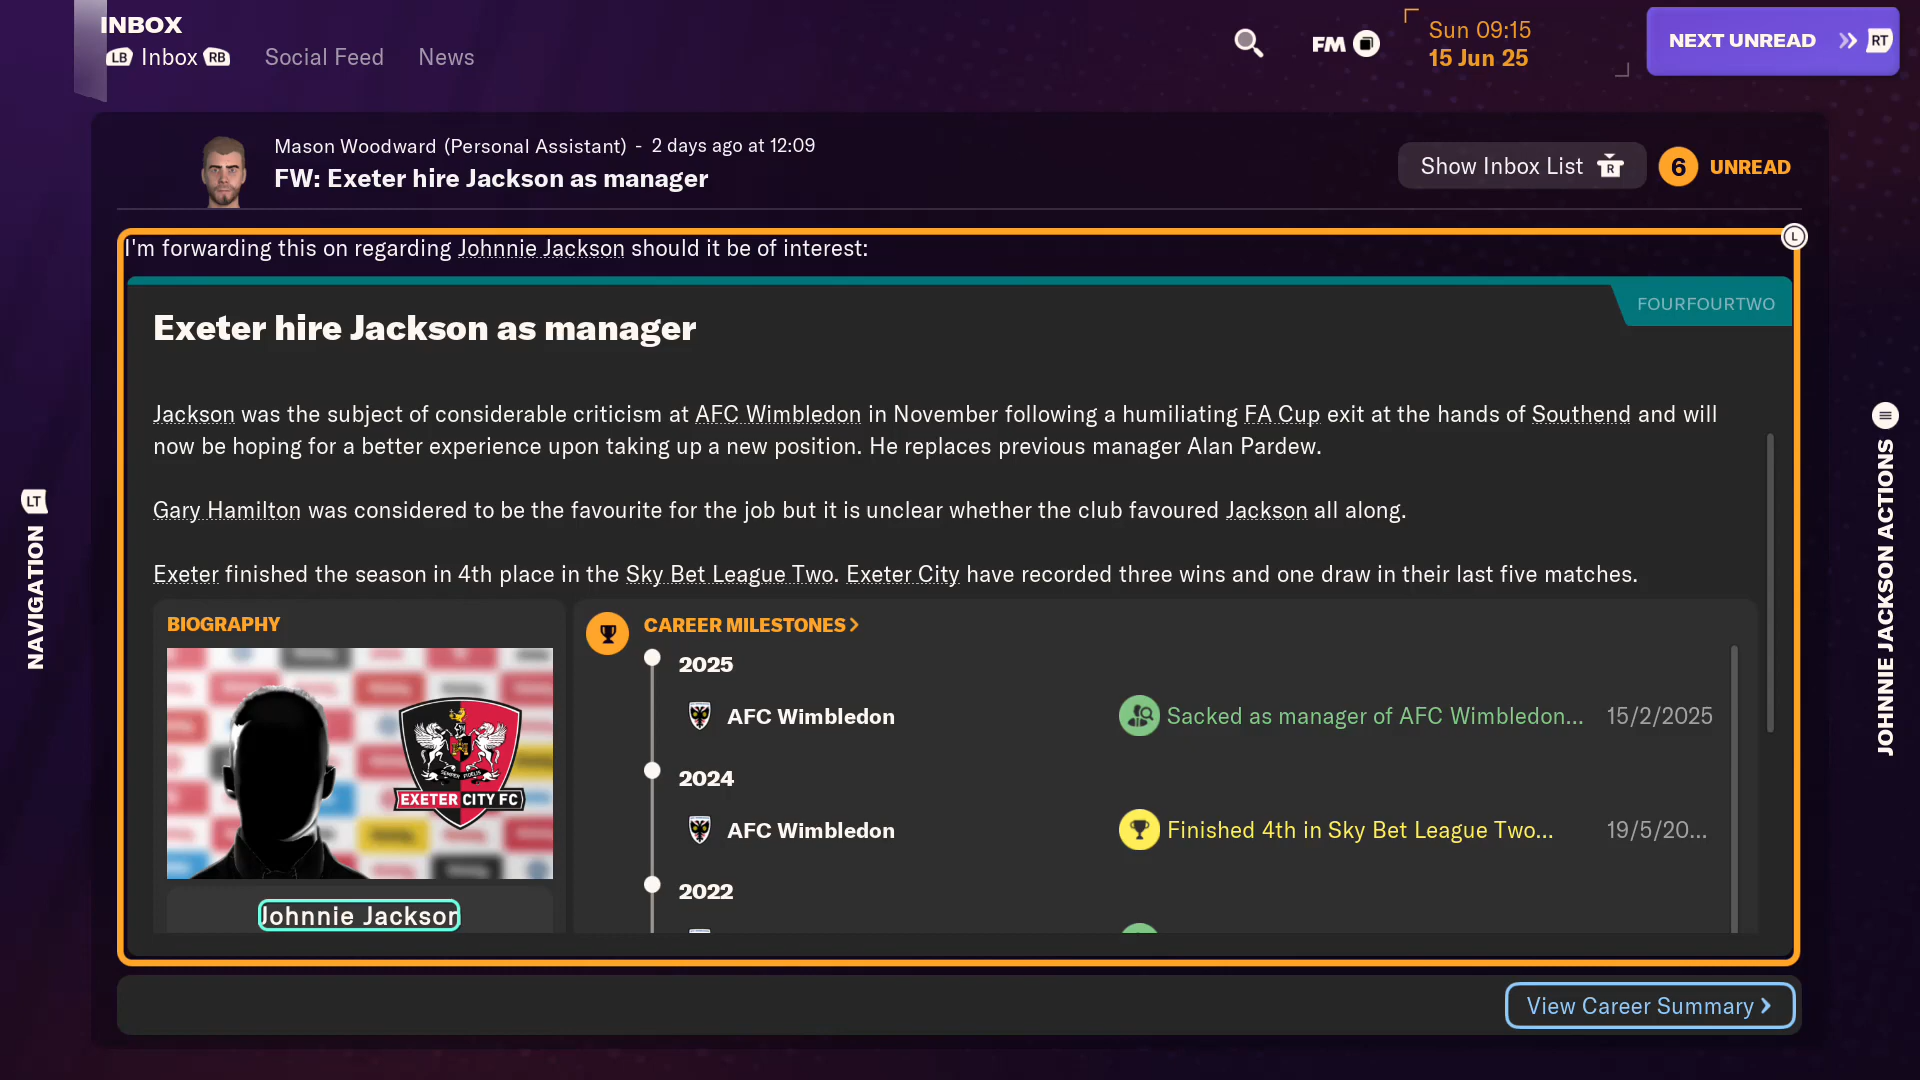 INBOX
LB Inbox RB Social Feed News
FM
Sun 09:15
15 Jun 25
NEXT UNREAD RT
Mason Woodward (Personal Assistant) - 2 days ago at 12:09
FW: Exeter hire Jackson as manager
Show Inbox List R
6 UNREAD
I'm forwarding this on regarding Johnnie Jackson should it be of interest:
L
FOURFOURTWO
Exeter hire Jackson as manager
Jackson was the subject of considerable criticism at AFC Wimbledon in November following a humiliating FA Cup exit at the hands of Southend and will
now be hoping for a better experience upon taking up a new position. He replaces previous manager Alan Pardew.
Gary Hamilton was considered to be the favourite for the job but it is unclear whether the club favoured Jackson all along.
Exeter finished the season in 4th place in the Sky Bet League Two. Exeter City have recorded three wins and one draw in their last five matches.
LT
NAVIGATION
JOHNNIE JACKSON ACTIONS
BIOGRAPHY
SEMPER FIDELIS
EXETER CITY FC
Johnnie Jackson
CAREER MILESTONES
2025
AFC Wimbledon Sacked as manager of AFC Wimbledon... 15/2/2025
2024
AFC Wimbledon Finished 4th in Sky Bet League Two... 19/5/20...
2022
View Career Summary